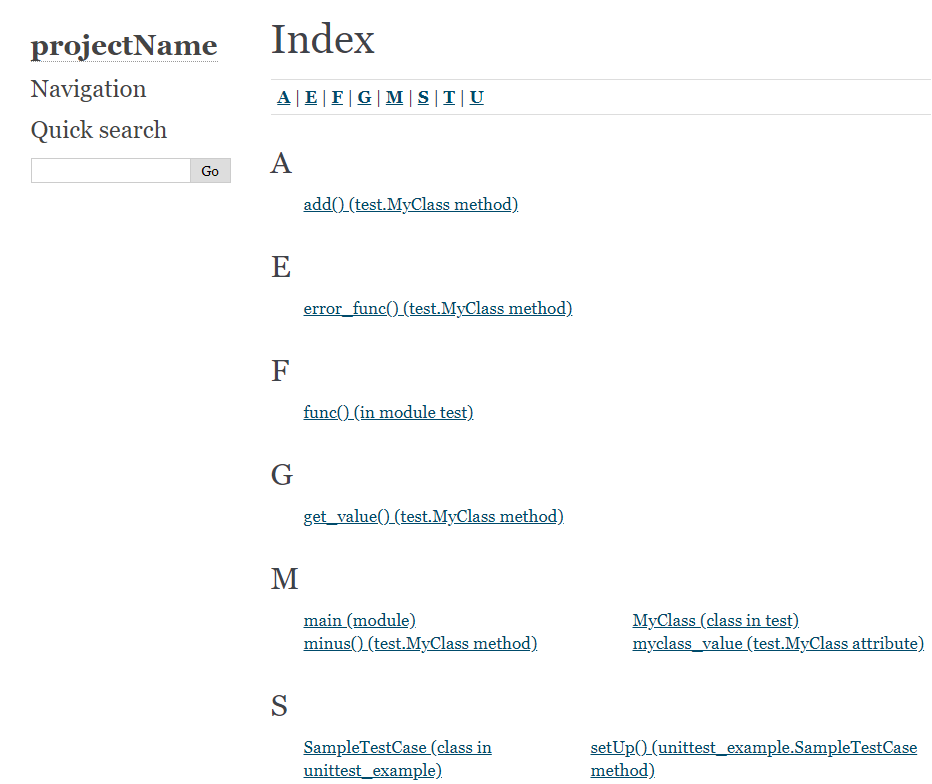 projectName
Navigation
Quick search
Go
Index
A | E | F | G | M | S | T | U
A
add() (test.MyClass method)
E
error_func() (test.MyClass method)
F
func() (in module test)
G
get_value() (test.MyClass method)
M
main (module)
minus() (test.MyClass method)
MyClass (class in test)
myclass_value (test.MyClass attribute)
S
SampleTestCase (class in
unittest_example)
setUp() (unittest_example.SampleTestCase
method)